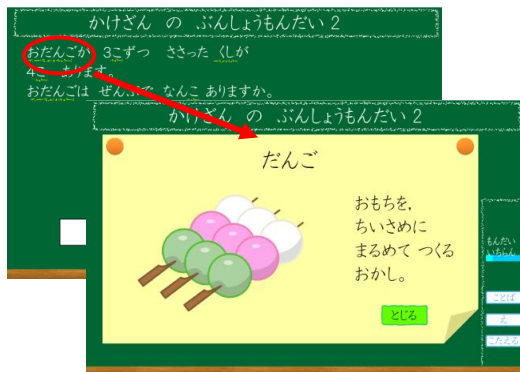 かけざん の ぶんしょうもんだい 2
おだんごが 3こずつ ささった くしが
4こ あります。
おだんごは ぜんぶで なんこ ありますか。
かけざん の ぶんしょうもんだい 2
だんご
おもちを,
ちいさめに
まるめて つくる
おかし。
とじる
もんだい
いちらん
ことば
え
こたえる